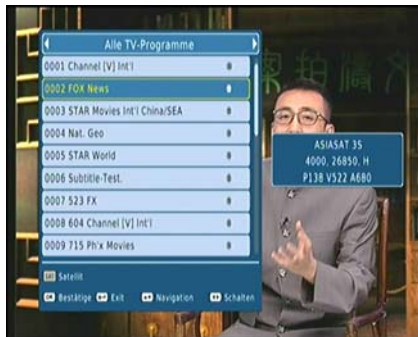 Alle TV-Programme
0001 Channel [V] Int'l
0002 FOX News
0003 STAR Movies Int'l China/SEA
0004 Nat. Geo
0005 STAR World
0006 Subtitle-Test.
0007 523 FX
0008 604 Channel [V] Int'l
0009 715 Ph'x Movies
ASIASAT 3S
4000, 26850, H
P138 V522 A680
SAT Satellit
OK Bestätige Exit Navigation Schalten